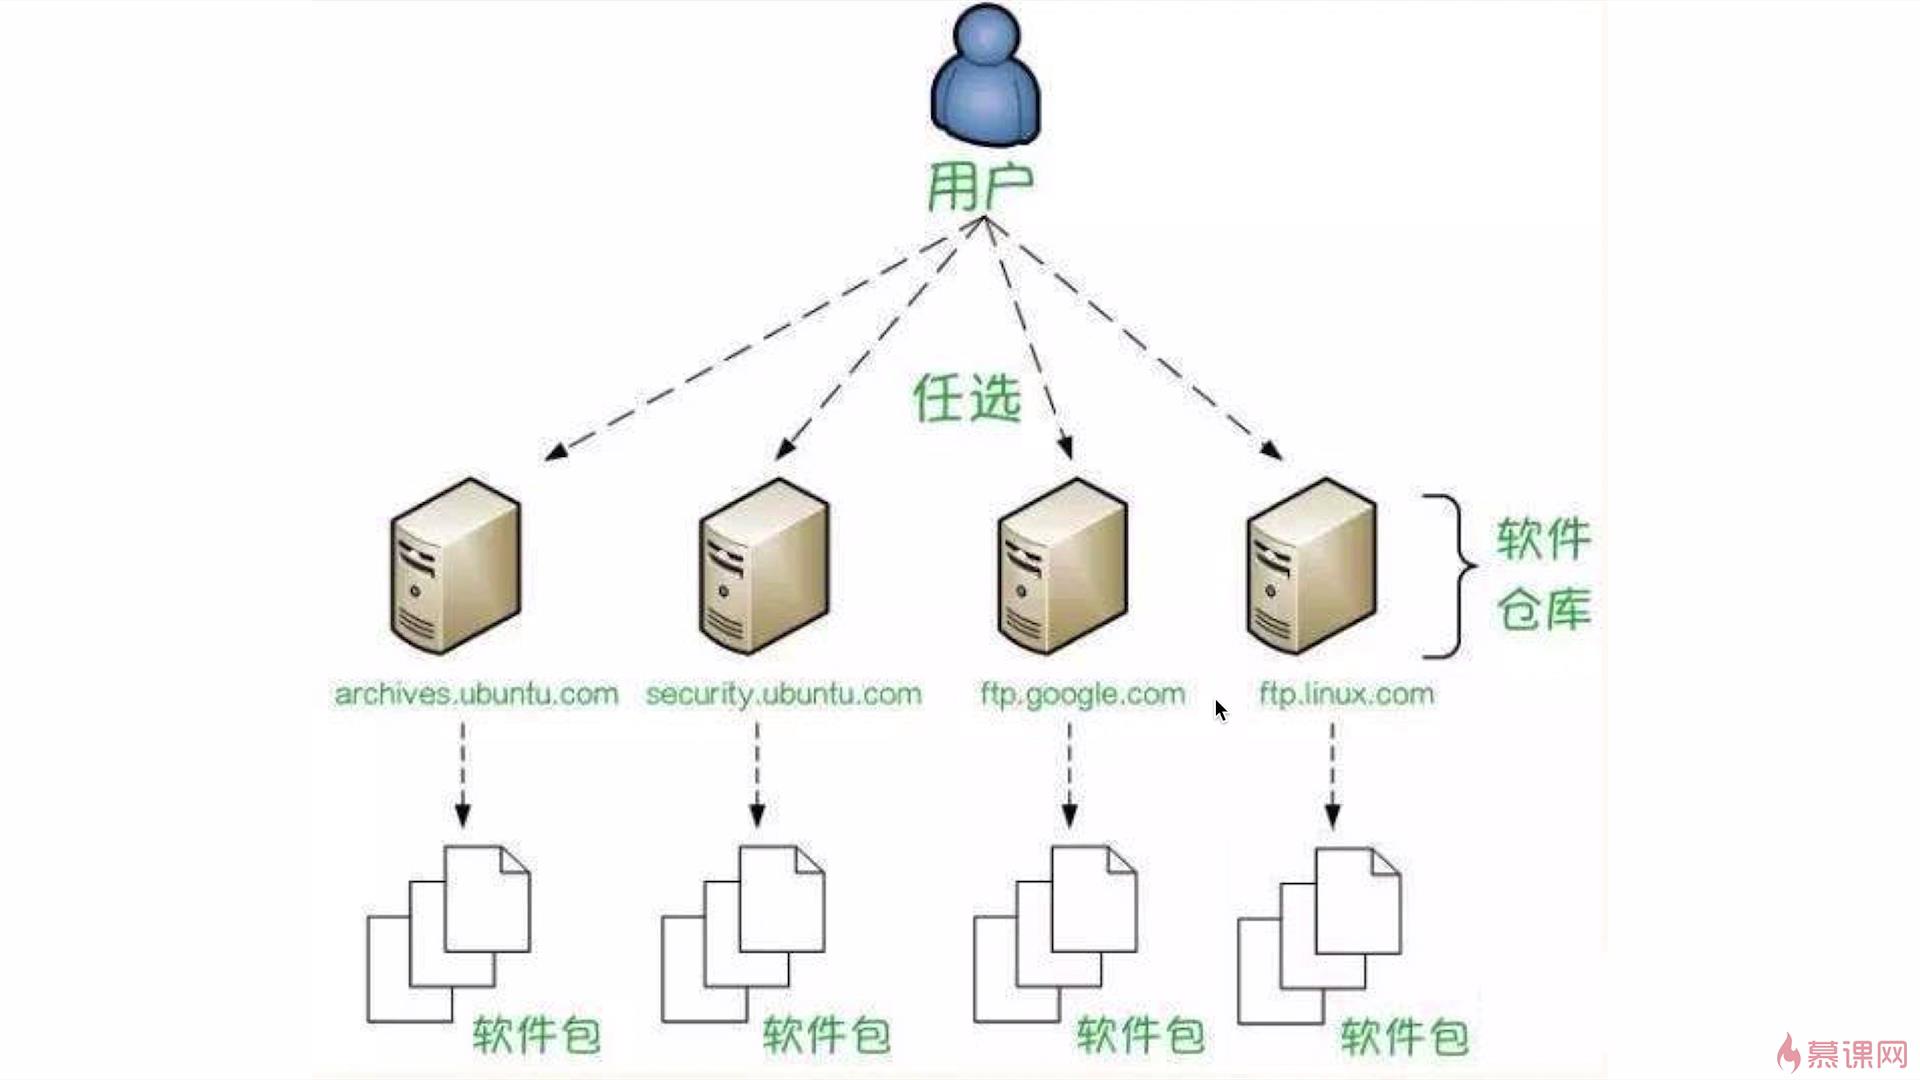 用户
任选
软件
仓库
archives.ubuntu.com
security.ubuntu.com
ftp.google.com
ftp.linux.com
软件包
软件包
软件包
软件包
慕课网